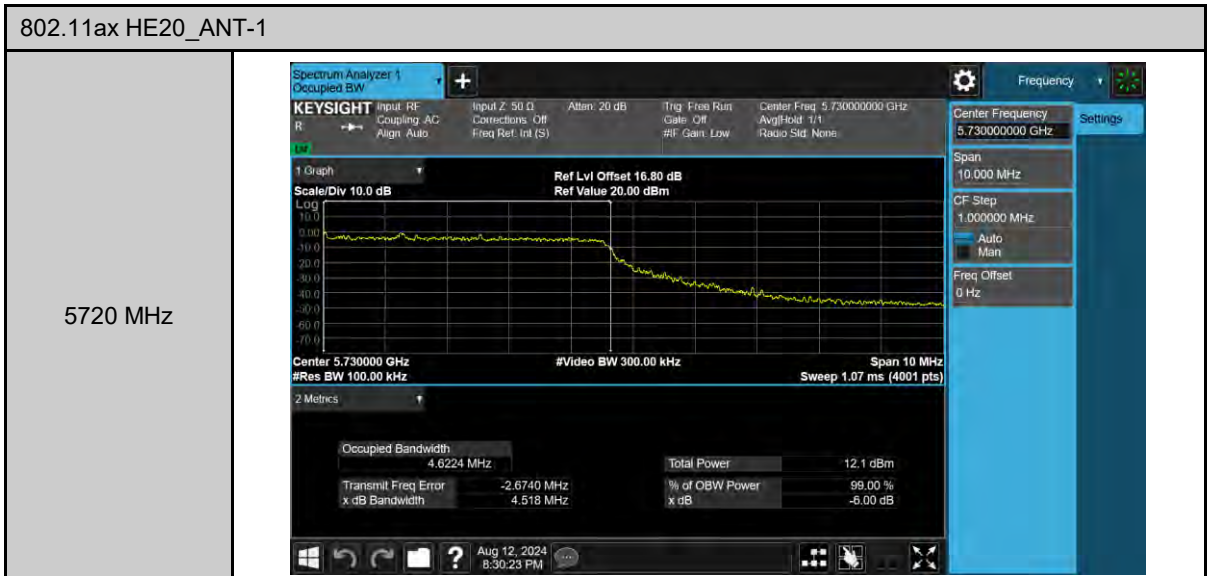 802.11ax HE20_ANT-1
5720 MHz
Spectrum Analyzer 1
Occupied BW
+
Frequency
KEYSIGHT
R
Input: RF
Coupling: AC
Align: Auto
Input Z: 50 Ω
Corrections: Off
Freq Ref: Int (S)
Atten: 20 dB
Trig: Free Run
Gate: Off
#IF Gain: Low
Center Freq: 5.730000000 GHz
Avg|Hold: 1/1
Radio Std: None
1 Graph
Scale/Div 10.0 dB
Ref Lvl Offset 16.80 dB
Ref Value 20.00 dBm
Log
10.0
0.00
-10.0
-20.0
-30.0
-40.0
-50.0
-60.0
-70.0
Center 5.730000 GHz
#Video BW 300.00 kHz
Span 10 MHz
#Res BW 100.00 kHz
Sweep 1.07 ms (4001 pts)
2 Metrics
Occupied Bandwidth
4.6224 MHz
Total Power 12.1 dBm
Transmit Freq Error -2.6740 MHz
% of OBW Power 99.00 %
x dB Bandwidth 4.518 MHz
x dB -6.00 dB
Center Frequency
5.730000000 GHz
Settings
Span
10.000 MHz
CF Step
1.000000 MHz
Auto
Man
Freq Offset
0 Hz
?
Aug 12, 2024
8:30:23 PM